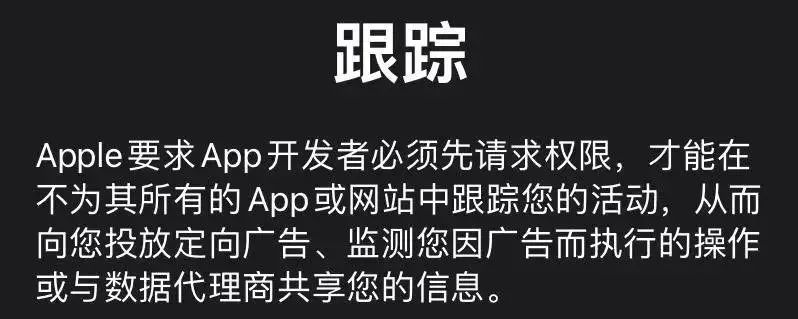 跟踪
Apple要求App开发者必须先请求权限，才能在
不为其所有的App或网站中跟踪您的活动，从而
向您投放定向广告、监测您因广告而执行的操作
或与数据代理商共享您的信息。